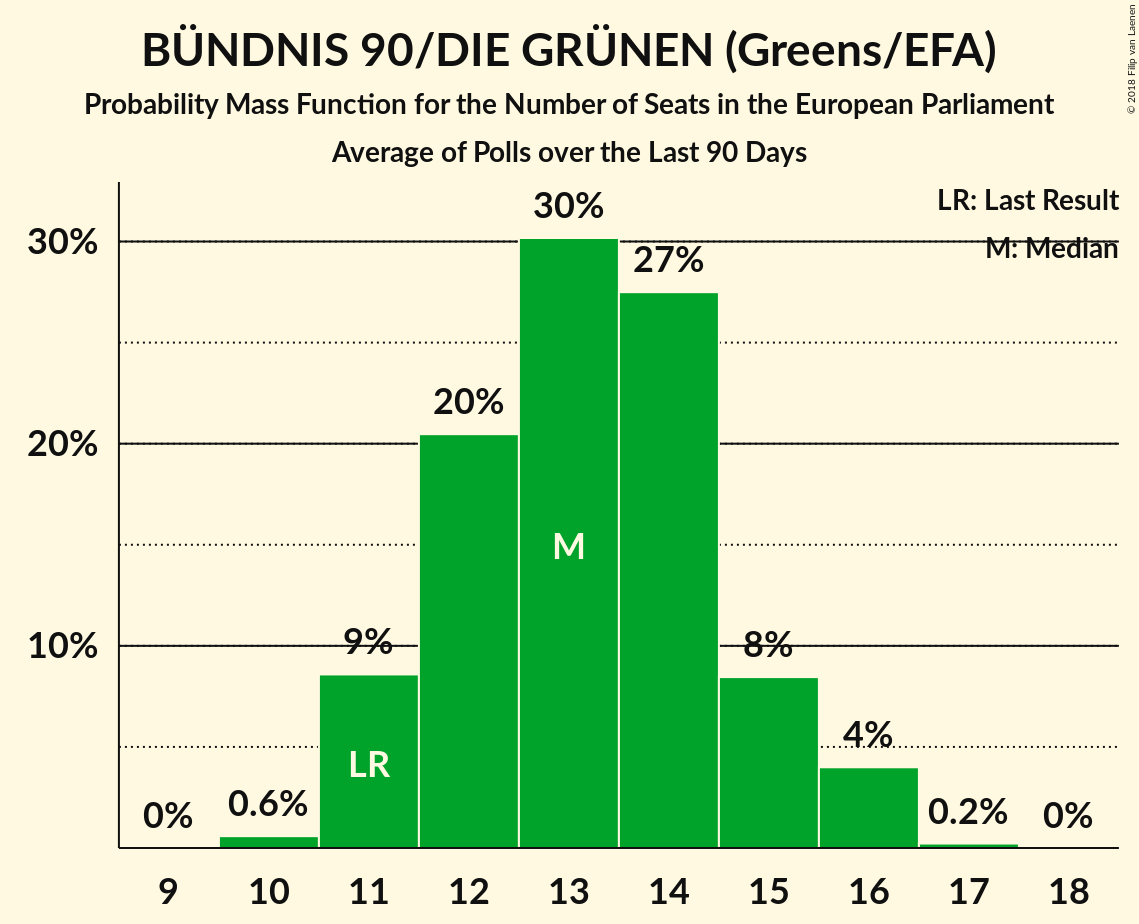 BÜNDNIS 90/DIE GRÜNEN (Greens/EFA)
Probability Mass Function for the Number of Seats in the European Parliament
Average of Polls over the Last 90 Days
© 2018 Filip van Laenen
LR: Last Result
M: Median
30%
20%
10%
0%
0.6%
9%
20%
30%
27%
8%
4%
0.2%
0%
LR
M
9 10 11 12 13 14 15 16 17 18